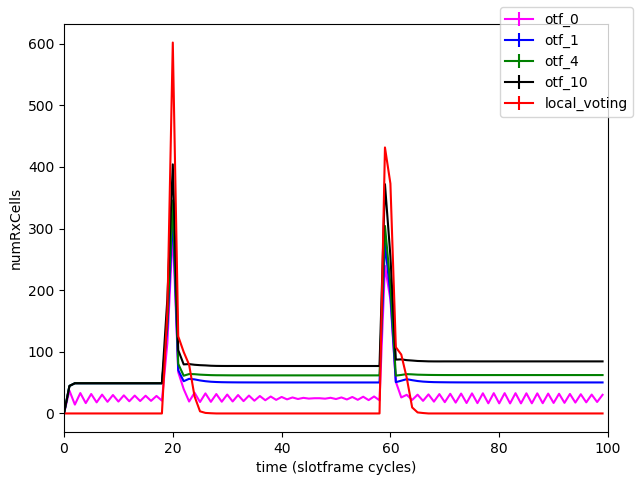 otf_0
otf_1
otf_4
otf_10
local_voting
600
500
400
300
200
100
0
numRxCells
0 20 40 60 80 100
time (slotframe cycles)